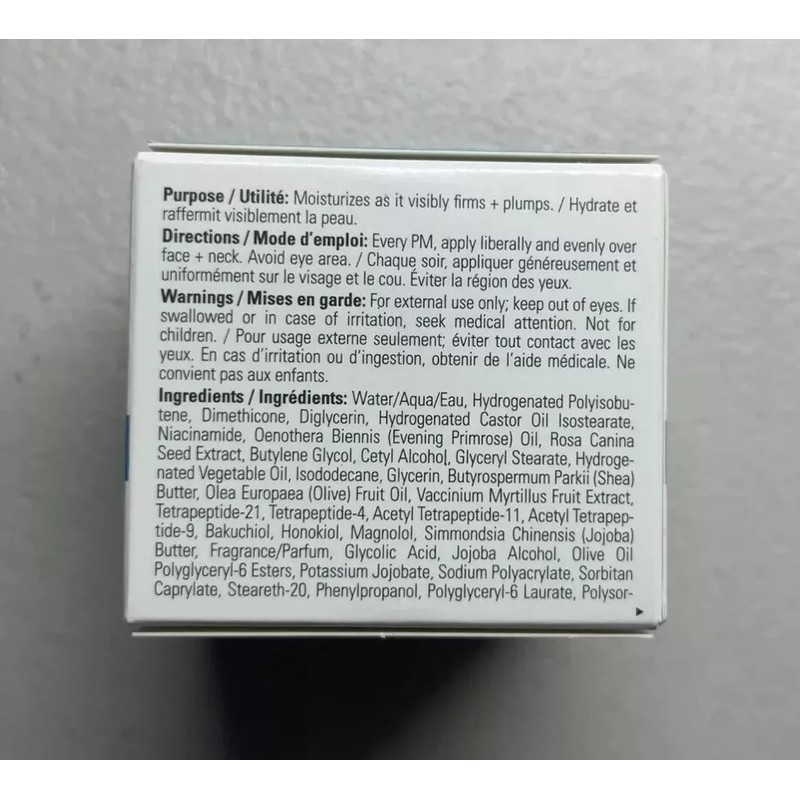 Purpose / Utilité: Moisturizes as it visibly firms + plumps. / Hydrate et
raffermit visiblement la peau.
Directions / Mode d'emploi: Every PM, apply liberally and evenly over
face + neck. Avoid eye area. / Chaque soir, appliquer généreusement et
uniformément sur le visage et le cou. Éviter la région des yeux.
Warnings / Mises en garde: For external use only; keep out of eyes. If
swallowed or in case of irritation, seek medical attention. Not for
children. / Pour usage externe seulement; éviter tout contact avec les
yeux. En cas d'irritation ou d'ingestion, obtenir de l'aide médicale. Ne
convient pas aux enfants.
Ingredients / Ingrédients: Water/Aqua/Eau, Hydrogenated Polyisobu-
tene, Dimethicone, Diglycerin, Hydrogenated Castor Oil Isostearate,
Niacinamide, Oenothera Biennis (Evening Primrose) Oil, Rosa Canina
Seed Extract, Butylene Glycol, Cetyl Alcohol, Glyceryl Stearate, Hydroge-
nated Vegetable Oil, Isododecane, Glycerin, Butyrospermum Parkii (Shea)
Butter, Olea Europaea (Olive) Fruit Oil, Vaccinium Myrtillus Fruit Extract,
Tetrapeptide-21, Tetrapeptide-4, Acetyl Tetrapeptide-11, Acetyl Tetrapep-
tide-9, Bakuchiol, Honokiol, Magnolol, Simmondsia Chinensis (Jojoba)
Butter, Fragrance/Parfum, Glycolic Acid, Jojoba Alcohol, Olive Oil
Polyglyceryl-6 Esters, Potassium Jojobate, Sodium Polyacrylate, Sorbitan
Caprylate, Steareth-20, Phenylpropanol, Polyglyceryl-6 Laurate, Polysor-